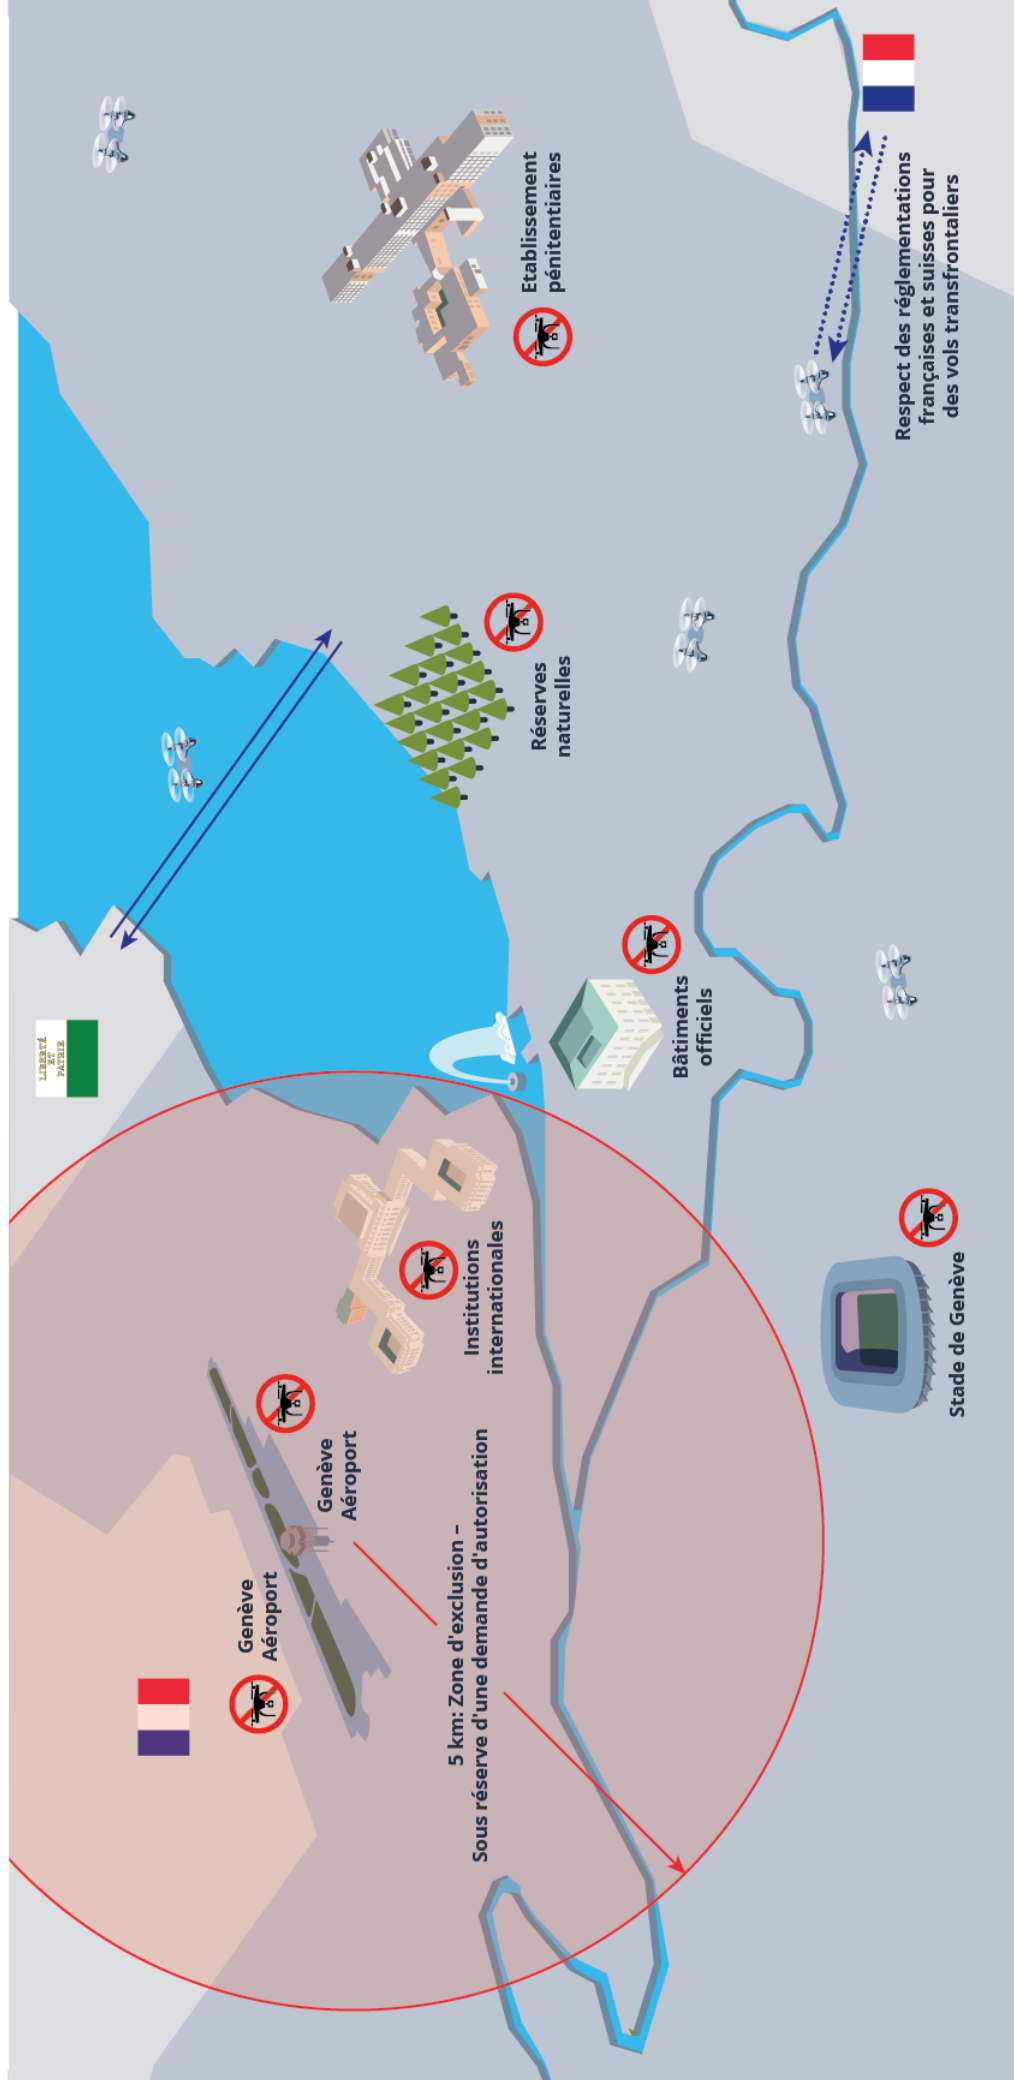 LIBERTÉ
ET
PATRIE
Genève
Aéroport
Genève
Aéroport
5 km: Zone d'exclusion –
Sous réserve d'une demande d'autorisation
Institutions
internationales
Réserves
naturelles
Etablissement
pénitentiaires
Bâtiments
officiels
Stade de Genève
Respect des réglementations
françaises et suisses pour
des vols transfrontaliers